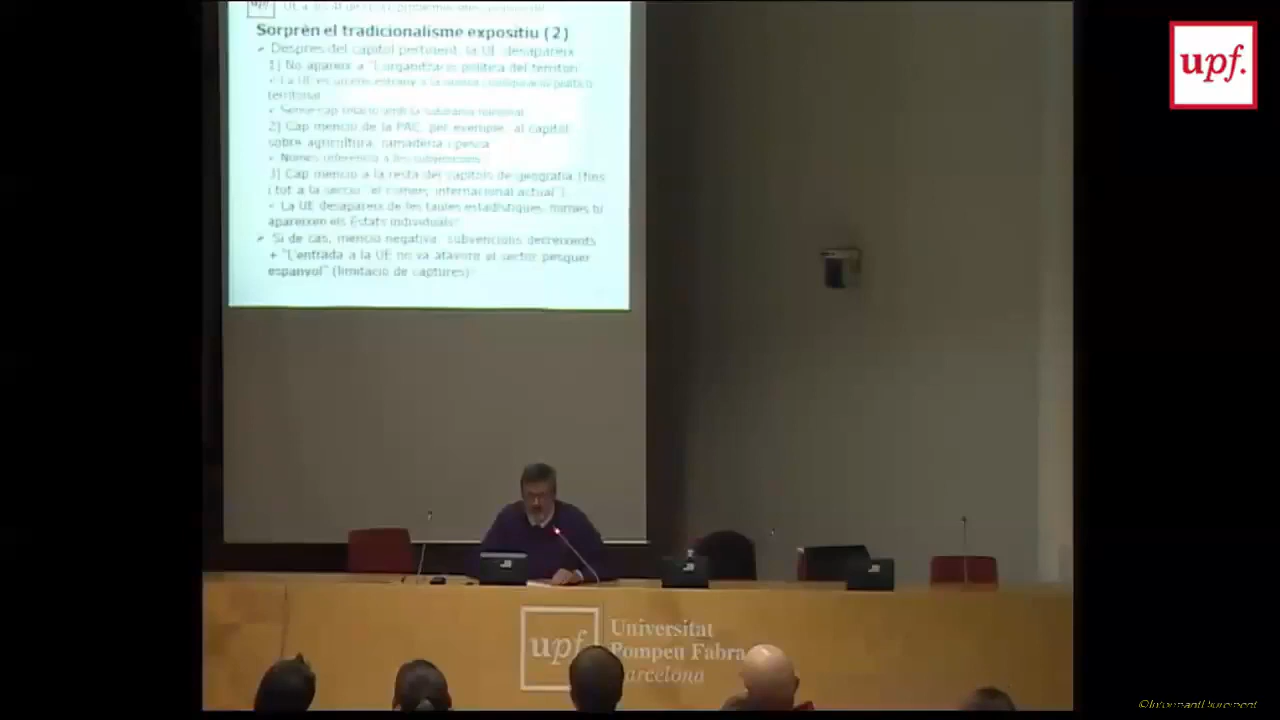 upf
Sorprèn el tradicionalisme expositiu (2)
Després del capítol pertinent, la UE desapareix
1] No apareix a "L'organització política del territori"
territorial
2] Cap menció de la PAC, per exemple, al capítol
sobre agricultura, ramaderia i pesca
3] Cap menció a la resta dels capítols de geografia (fins
i tot a la secció "el comerç internacional actual")
La UE desapareix de les taules estadístiques, només hi
apareixen els Estats individuals
Si de cas, menció negativa: subvencions decreixents
+ "L'entrada a la UE no va afavorir el sector pesquer
espanyol" (limitació de captures)
upf.
upf
Universitat
Pompeu Fabra
Barcelona